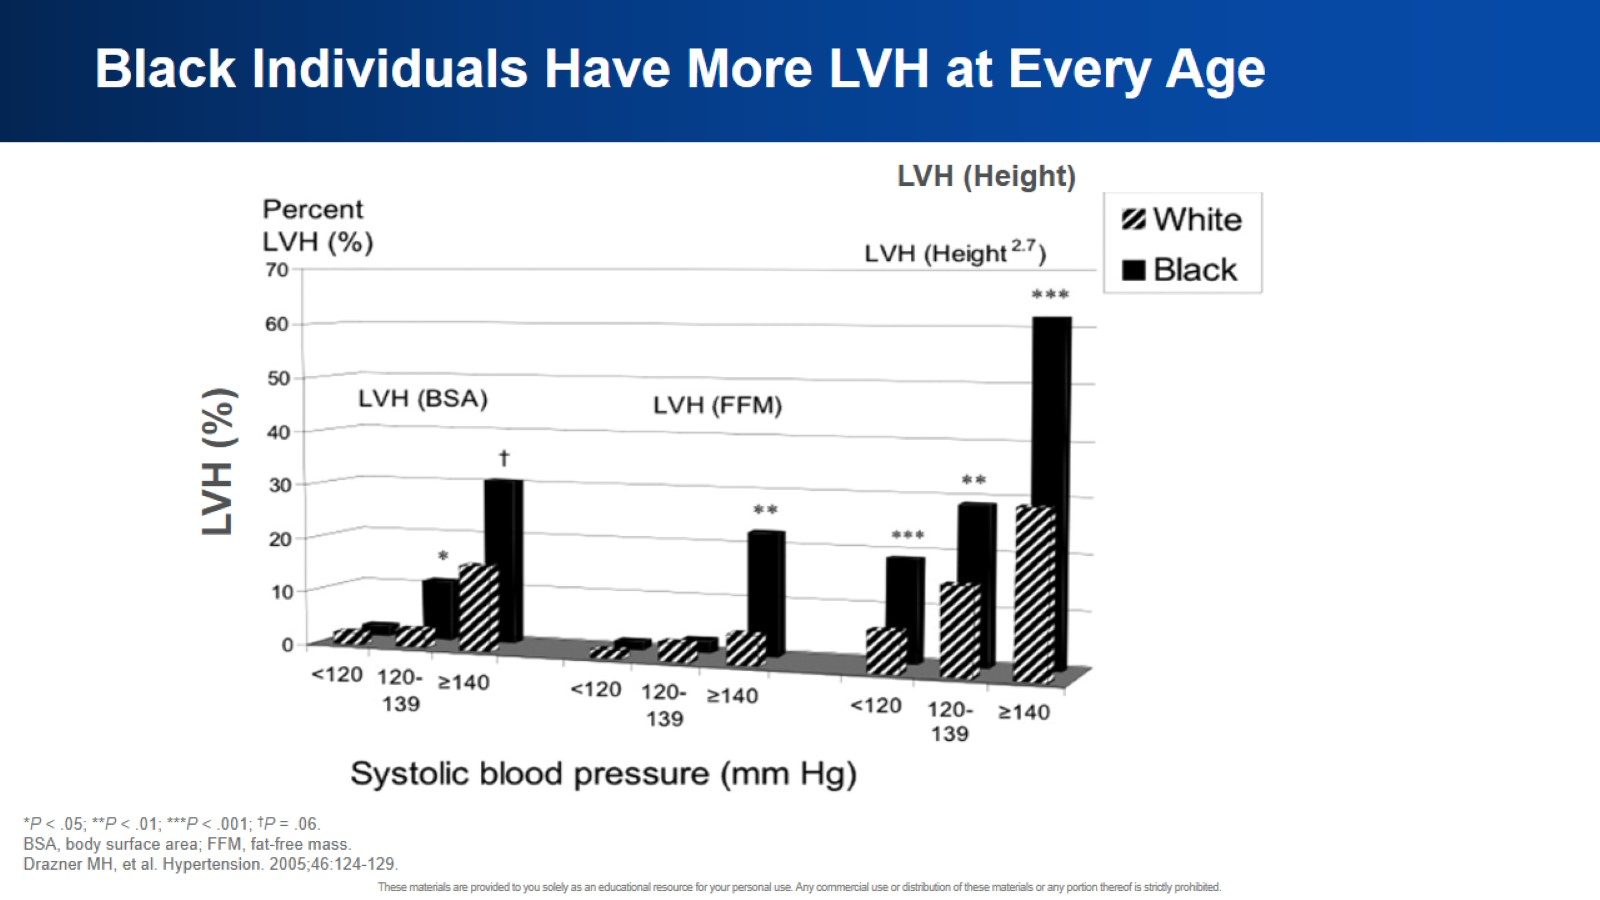 Black Individuals Have More LVH at Every Age
LVH (Height)
Percent
LVH (%)
LVH (Height 2.7)
White
Black
70
60
50
40
30
20
10
0
LVH (%)
LVH (BSA)
LVH (FFM)
*
†
**
***
**
***
<120
120-
139
≥140
<120
120-
139
≥140
<120
120-
139
≥140
Systolic blood pressure (mm Hg)
*P < .05; **P < .01; ***P < .001; †P = .06.
BSA, body surface area; FFM, fat-free mass.
Drazner MH, et al. Hypertension. 2005;46:124-129.
These materials are provided to you solely as an educational resource for your personal use. Any commercial use or distribution of these materials or any portion thereof is strictly prohibited.